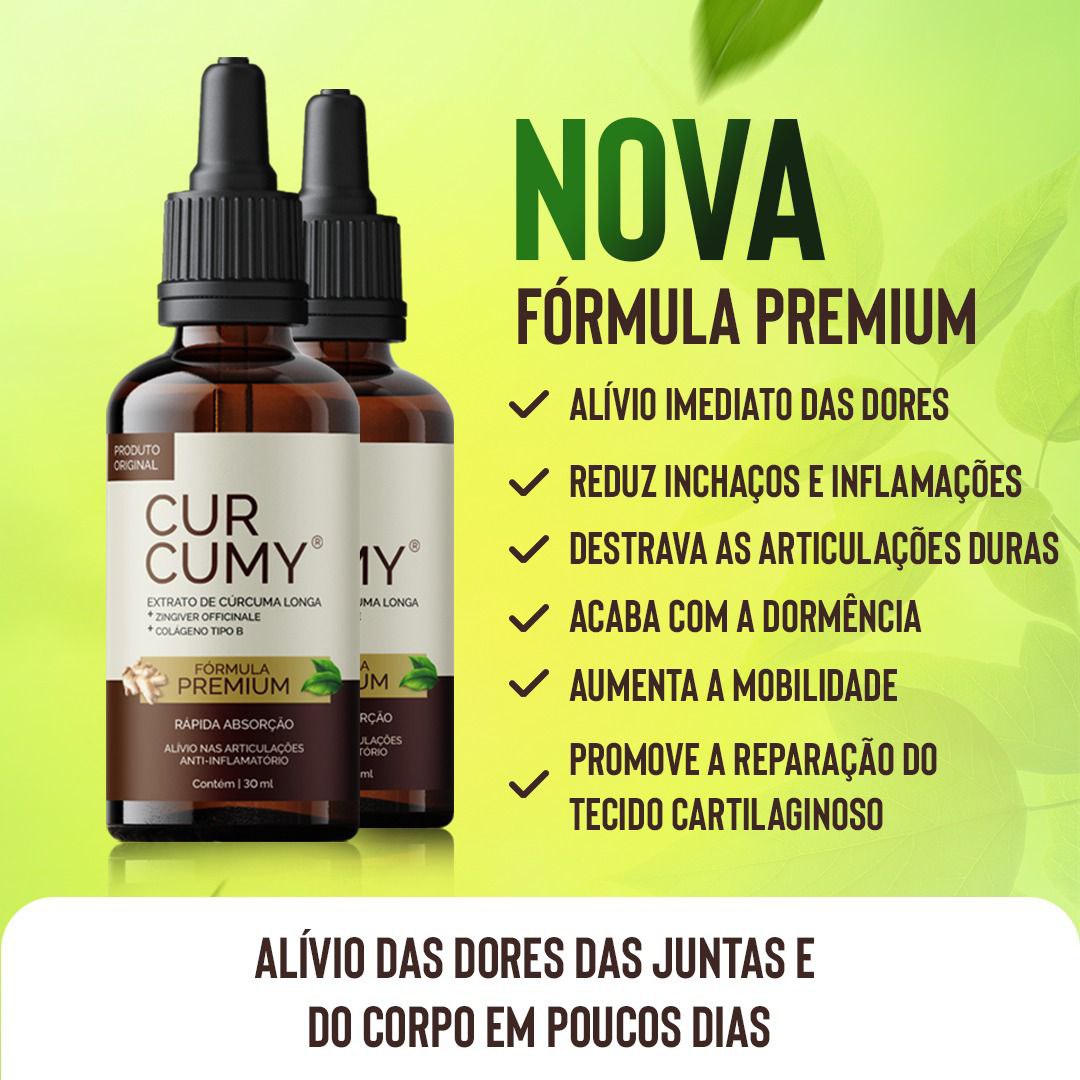 NOVA
FÓRMULA PREMIUM
ALÍVIO IMEDIATO DAS DORES
REDUZ INCHAÇOS E INFLAMAÇÕES
DESTRAVA AS ARTICULAÇÕES DURAS
ACABA COM A DORMÊNCIA
AUMENTA A MOBILIDADE
PROMOVE A REPARAÇÃO DO
TECIDO CARTILAGINOSO
PRODUTO
ORIGINAL
CUR
CUMY®
EXTRATO DE CÚRCUMA LONGA
+ ZINGIVER OFFICINALE
+ COLÁGENO TIPO B
FÓRMULA
PREMIUM
RÁPIDA ABSORÇÃO
ALÍVIO NAS ARTICULAÇÕES
ANTI-INFLAMATÓRIO
Contém | 30 ml
MY®
UMA LONGA
UM
RÇÃO
ULAÇÕES
TÓRIO
ml
ALÍVIO DAS DORES DAS JUNTAS E
DO CORPO EM POUCOS DIAS